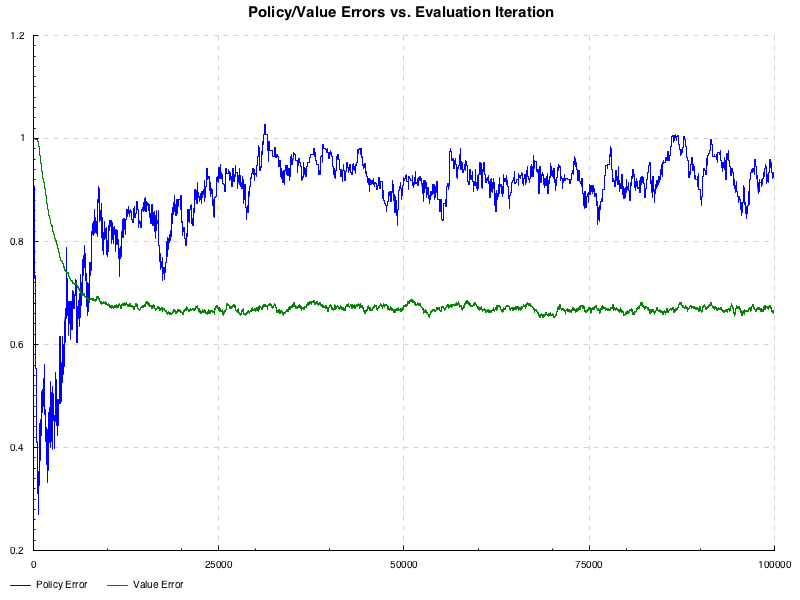 Policy/Value Errors vs. Evaluation Iteration
1.2
1
0.8
0.6
0.4
0.2
0 25000 50000 75000 100000
Policy Error Value Error